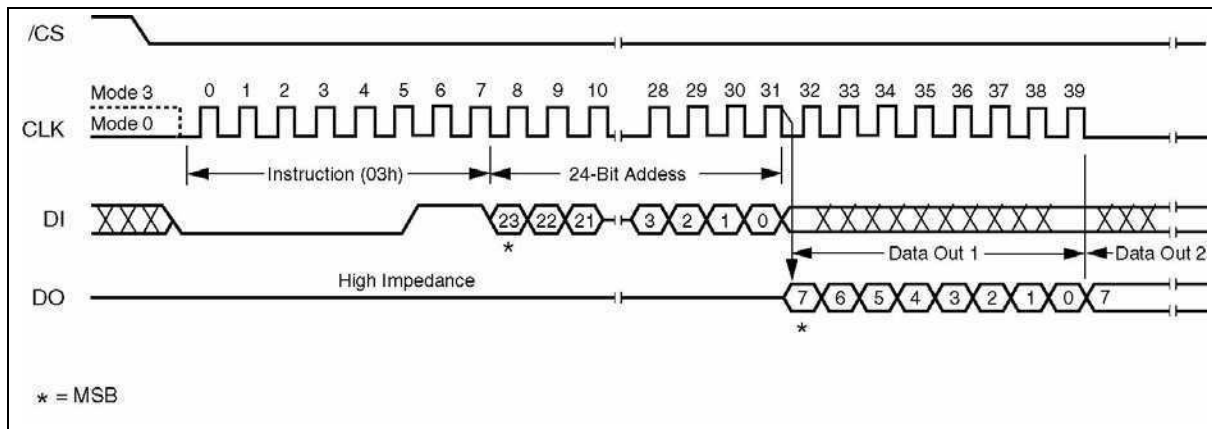 /CS
Mode 3
0 1 2 3 4 5 6 7 8 9 10 28 29 30 31 32 33 34 35 36 37 38 39
CLK
Mode 0
Instruction (03h)
24-Bit Addess
DI
23 22 21 3 2 1 0
*
Data Out 1
Data Out 2
High Impedance
DO
7 6 5 4 3 2 1 0 7
*
* = MSB